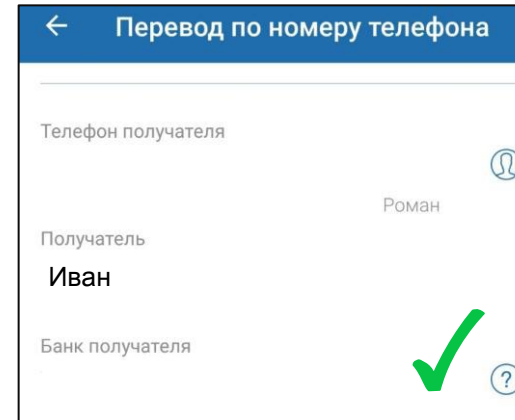 Перевод по номеру телефона
Телефон получателя
Роман
Получатель
Иван
Банк получателя
?